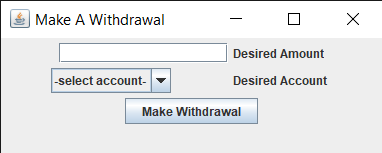 Make A Withdrawal
Desired Amount
-select account- Desired Account
Make Withdrawal